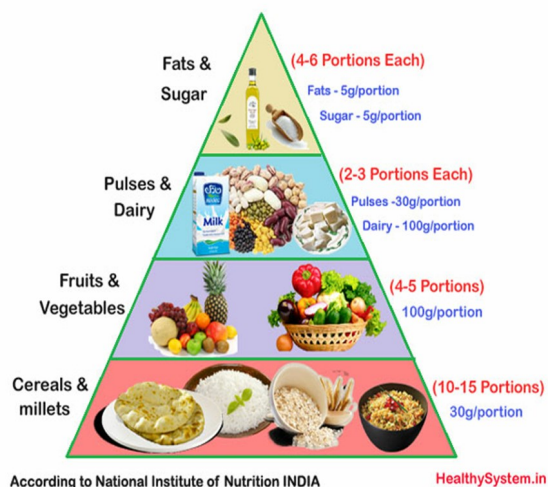 Fats &
Sugar
(4-6 Portions Each)
Fats - 5g/portion
Sugar - 5g/portion
Pulses &
Dairy
Milk
(2-3 Portions Each)
Pulses -30g/portion
Dairy - 100g/portion
Fruits &
Vegetables
(4-5 Portions)
100g/portion
Cereals &
millets
(10-15 Portions)
30g/portion
According to National Institute of Nutrition INDIA
HealthySystem.in